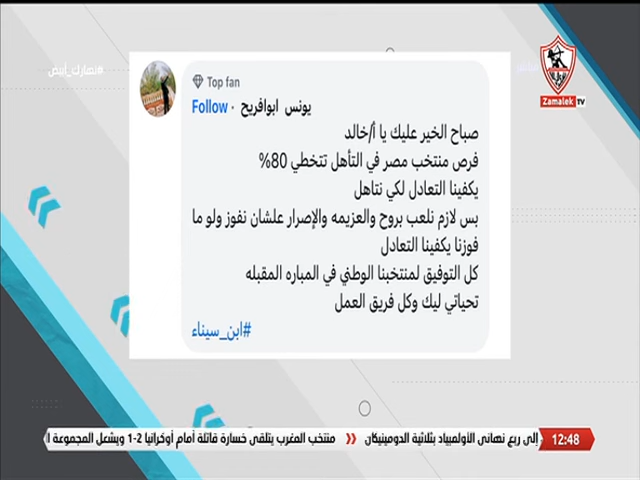 #نهارك_أبيض
مباشر
Zamalek TV
Top fan
يونس ابوافريح · Follow
صباح الخير عليك يا أ/خالد
فرص منتخب مصر في التأهل تتخطي 80%
يكفينا التعادل لكي نتاهل
بس لازم نلعب بروح والعزيمه والإصرار علشان نفوز ولو ما
فوزنا يكفينا التعادل
كل التوفيق لمنتخبنا الوطني في المباره المقبله
تحياتي ليك وكل فريق العمل
#ابن_سيناء
12:48 إلى ربع نهائى الأولمبياد بثلاثية الدومينيكان » منتخب المغرب يتلقى خسارة قاتلة أمام أوكرانيا 2-1 ويشعل المجموعة ا